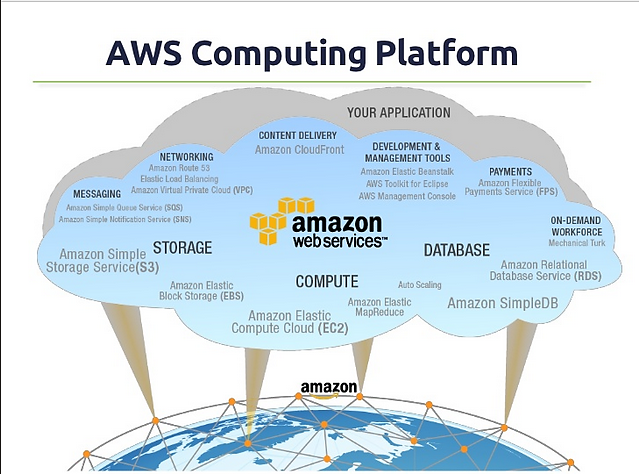 AWS Computing Platform
YOUR APPLICATION
CONTENT DELIVERY
Amazon CloudFront
NETWORKING
Amazon Route 53
Elastic Load Balancing
Amazon Virtual Private Cloud (VPC)
DEVELOPMENT &
MANAGEMENT TOOLS
Amazon Elastic Beanstalk
AWS Toolkit for Eclipse
AWS Management Console
PAYMENTS
Amazon Flexible
Payments Service (FPS)
MESSAGING
Amazon Simple Queue Service (SQS)
Amazon Simple Notification Service (SNS)
ON-DEMAND
WORKFORCE
Mechanical Turk
amazon
webservices™
STORAGE
Amazon Simple
Storage Service(S3)
Amazon Elastic
Block Storage (EBS)
COMPUTE
Auto Scaling
Amazon Elastic
MapReduce
Amazon Elastic
Compute Cloud (EC2)
DATABASE
Amazon Relational
Database Service (RDS)
Amazon SimpleDB
amazon